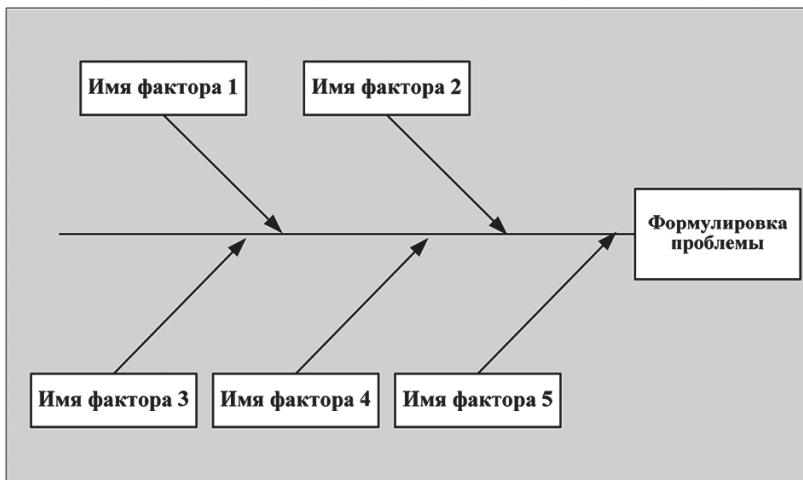 Имя фактора 1
Имя фактора 2
Формулировка
проблемы
Имя фактора 3
Имя фактора 4
Имя фактора 5